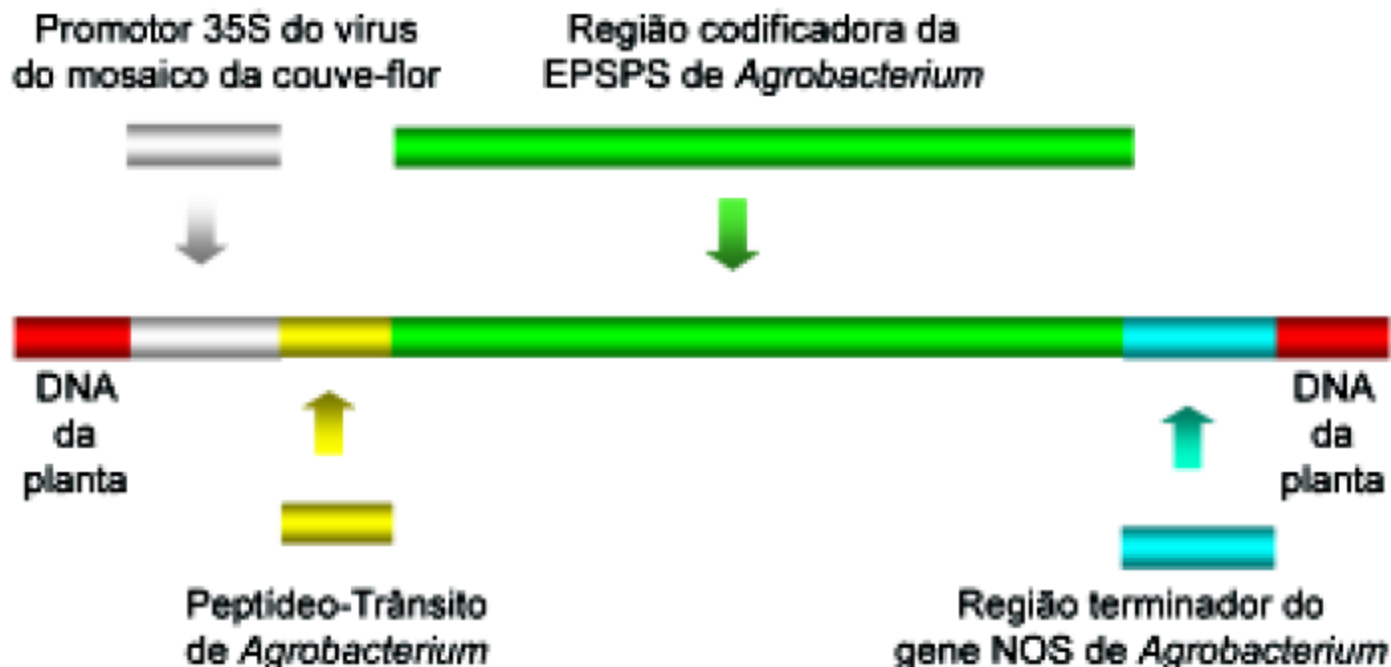 Promotor 35S do vírus
do mosaico da couve-flor
Região codificadora da
EPSPS de Agrobacterium
DNA
da
planta
DNA
da
planta
Peptídeo-Trânsito
de Agrobacterium
Região terminador do
gene NOS de Agrobacterium